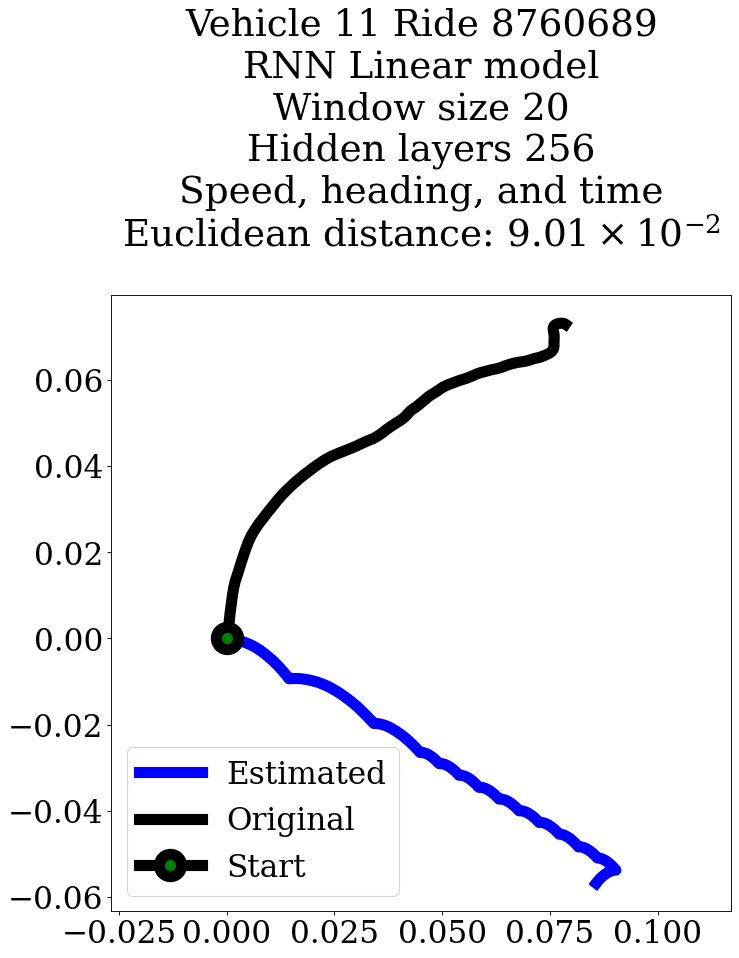 Vehicle 11 Ride 8760689
RNN Linear model
Window size 20
Hidden layers 256
Speed, heading, and time
Euclidean distance: 9.01 × 10⁻²
0.06
0.04
0.02
0.00
−0.02
−0.04
−0.06
Estimated
Original
Start
−0.025 0.000 0.025 0.050 0.075 0.100